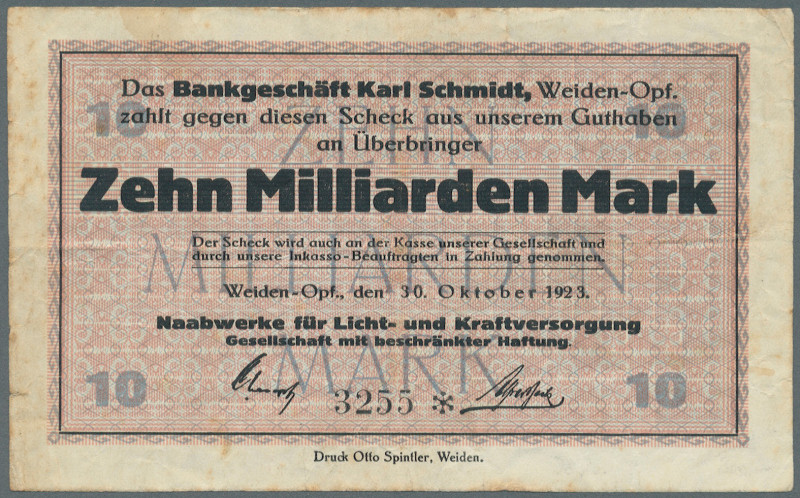 Das Bankgeschäft Karl Schmidt, Weiden-Opf.
zahlt gegen diesen Scheck aus unserem Guthaben
an Überbringer
10 10
ZEHN
Zehn Milliarden Mark
Der Scheck wird auch an der Kasse unserer Gesellschaft und
durch unsere Inkasso-Beauftragten in Zahlung genommen.
MILLIARDEN
Weiden-Opf., den 30. Oktober 1923.
Naabwerke für Licht- und Kraftversorgung
Gesellschaft mit beschränkter Haftung.
MARK
10 10
3255 *
Druck Otto Spintler, Weiden.